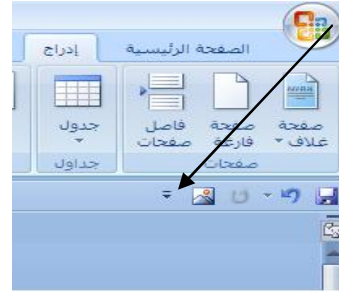 الصفحة الرئيسية
إدراج
صفحة غلاف
صفحة فارغة
فاصل صفحات
جدول
صفحات
جداول